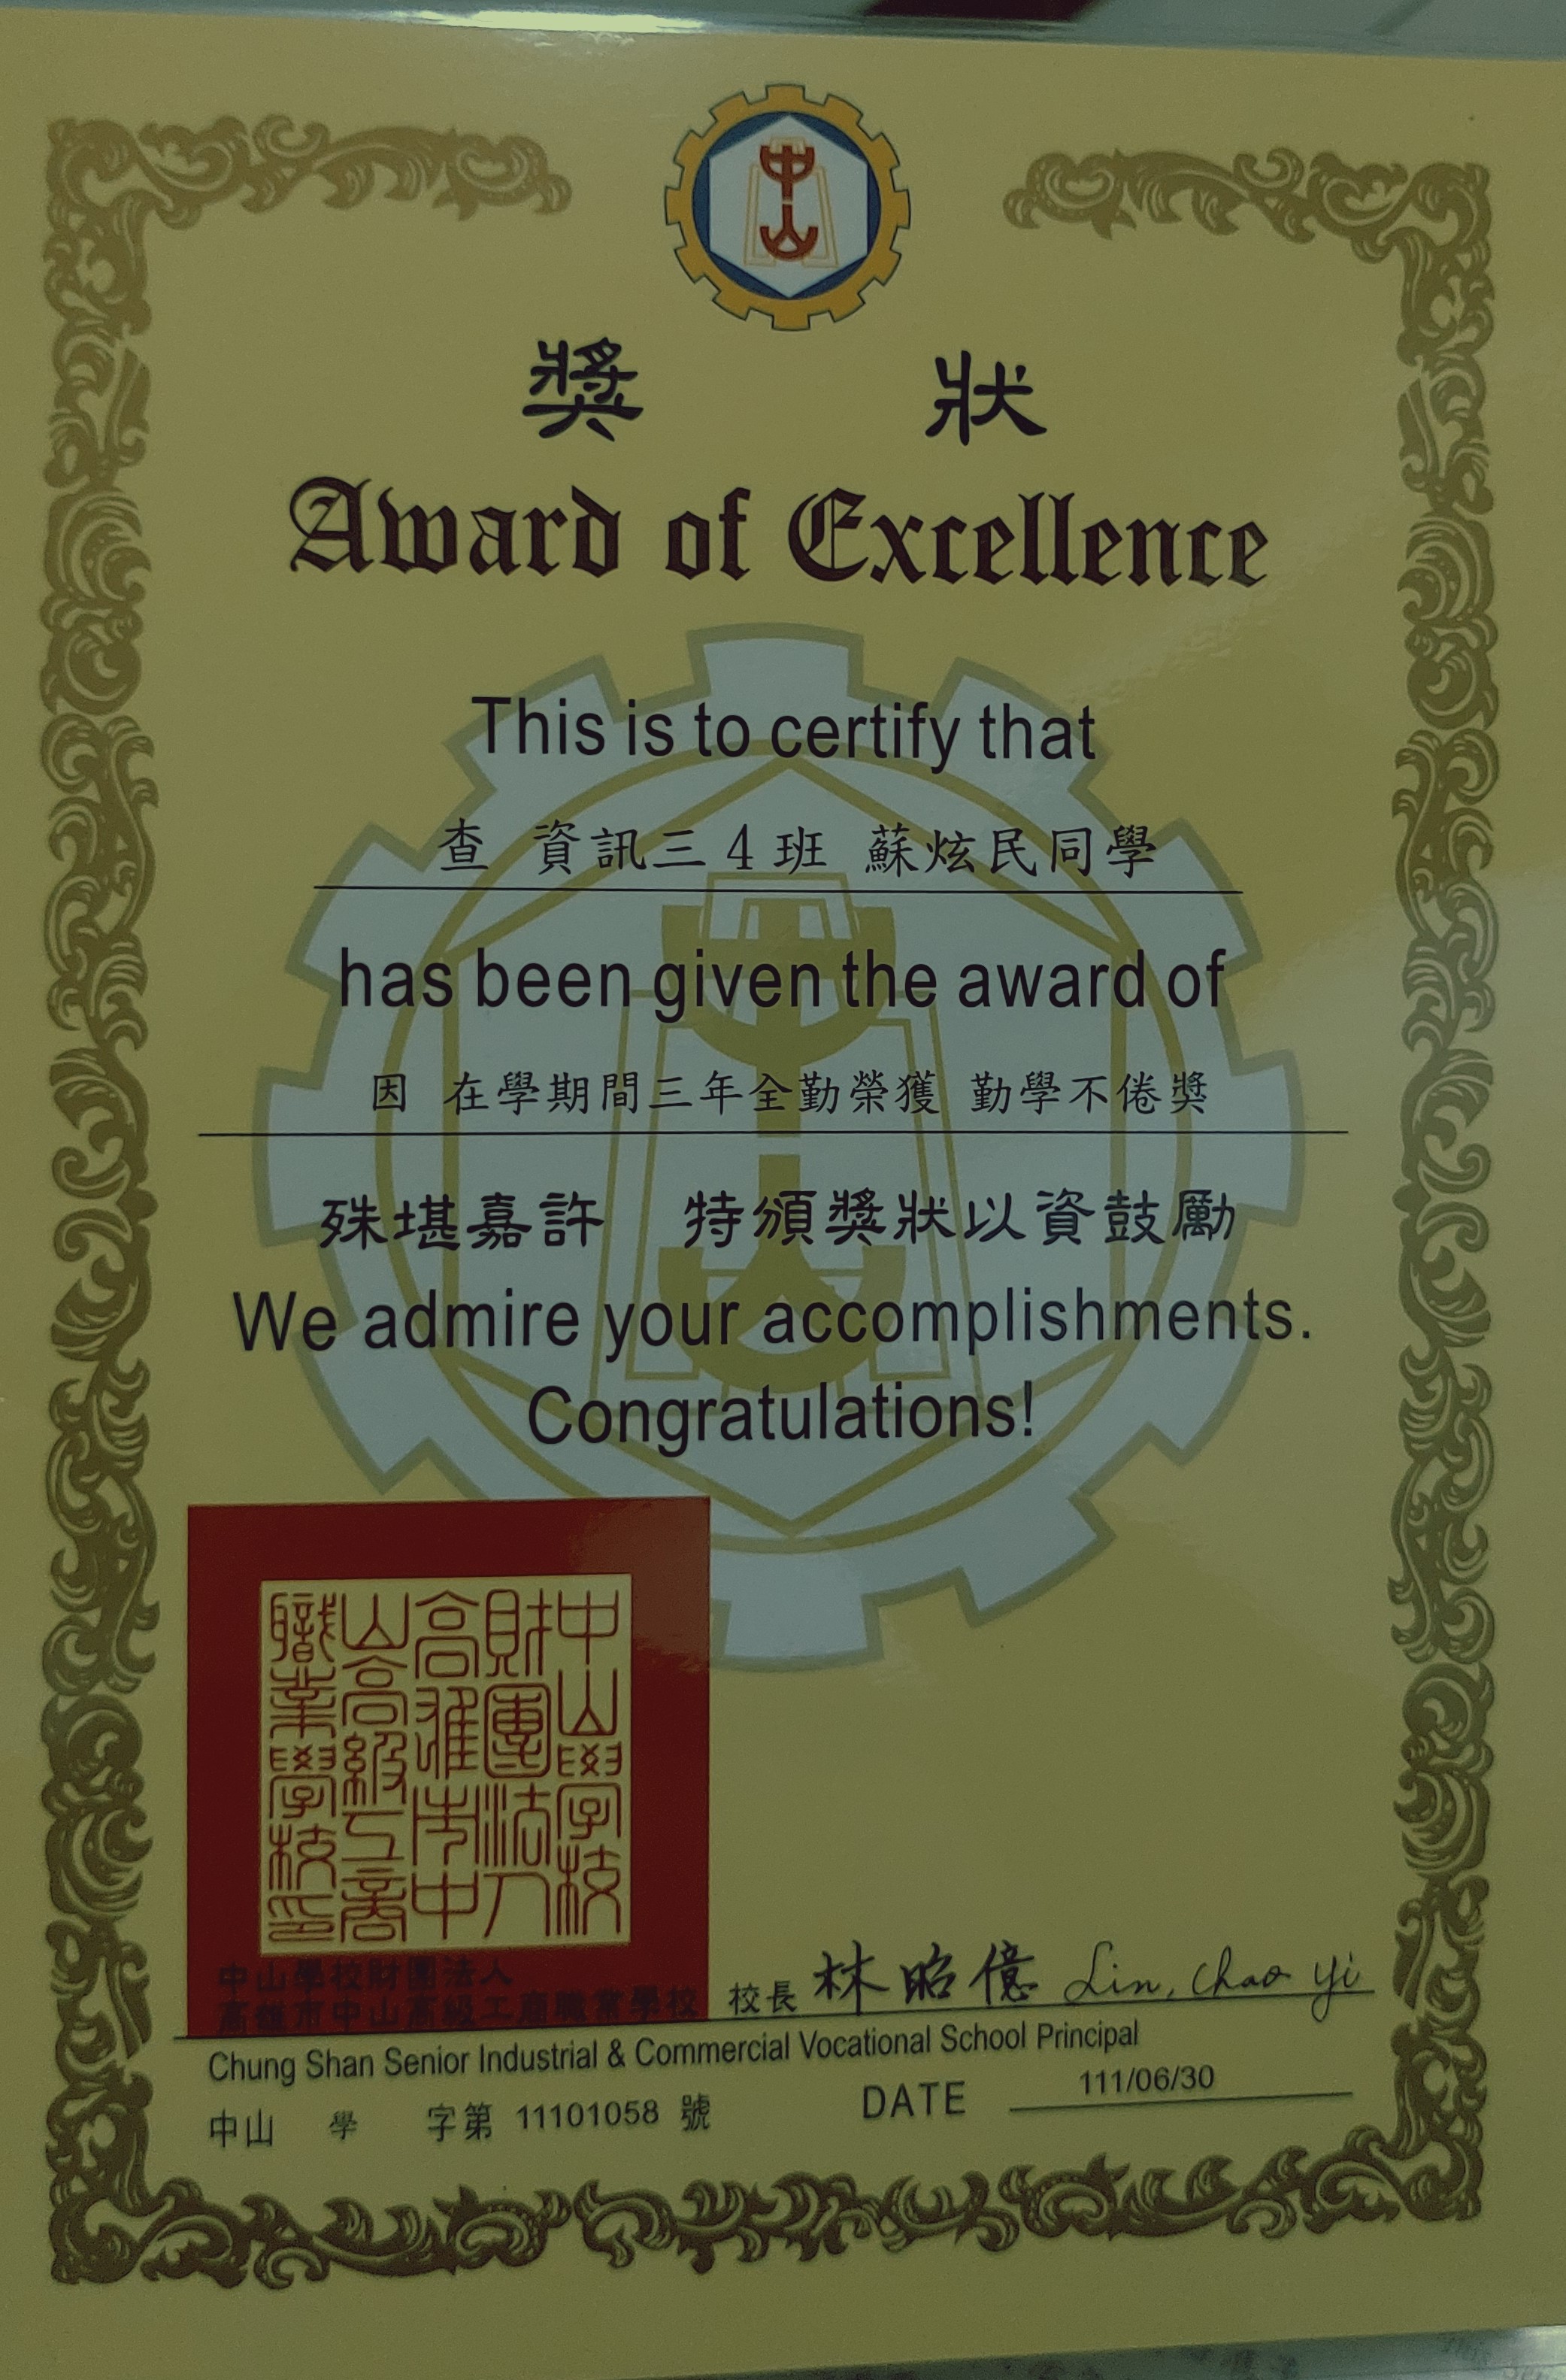 中山
獎 狀
Award of Excellence
This is to certify that
查 資訊三4班 蘇炫民同學
has been given the award of
因 在學期間三年全勤榮獲 勤學不倦獎
殊堪嘉許 特頒獎狀以資鼓勵
We admire your accomplishments.
Congratulations!
中山學校
財團法人
高雄市中
山高級工商
職業學校印
中山學校財團法人
高雄市中山高級工商職業學校 校長 林昭億 Lin, Chao Yi
Chung Shan Senior Industrial & Commercial Vocational School Principal
中山 學 字第 11101058 號 DATE 111/06/30